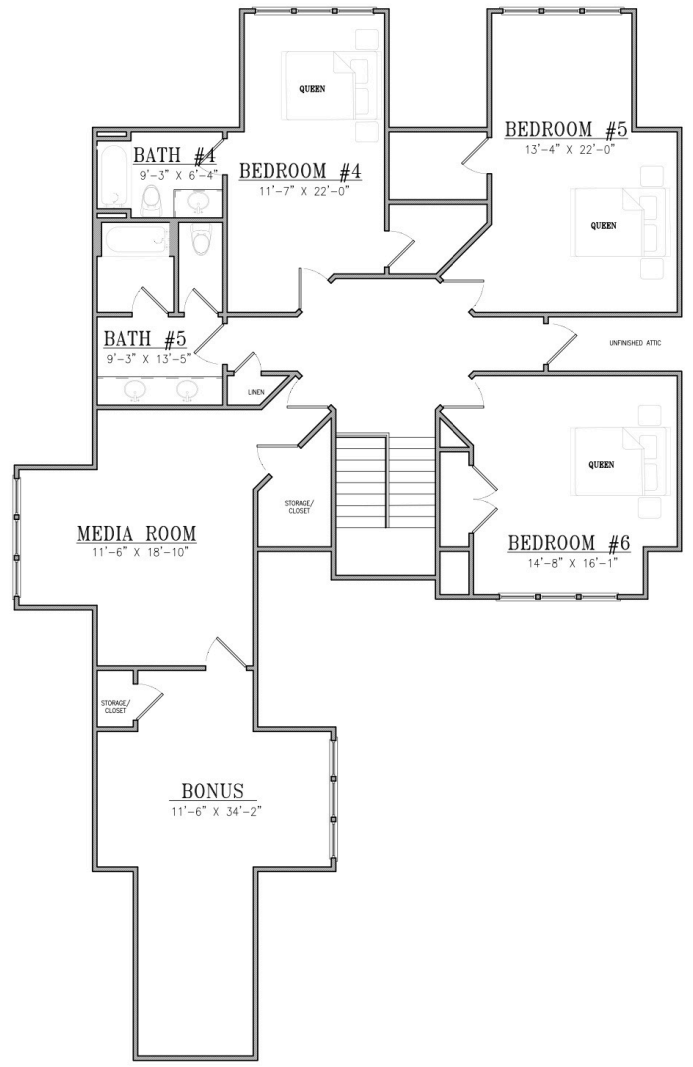 QUEEN
BEDROOM #5
13'-4" X 22'-0"
BATH #4
9'-3" X 6'-4"
BEDROOM #4
11'-7" X 22'-0"
QUEEN
BATH #5
9'-3" X 13'-5"
UNFINISHED ATTIC
LINEN
QUEEN
STORAGE/
CLOSET
MEDIA ROOM
11'-6" X 18'-10"
BEDROOM #6
14'-8" X 16'-1"
STORAGE/
CLOSET
BONUS
11'-6" X 34'-2"